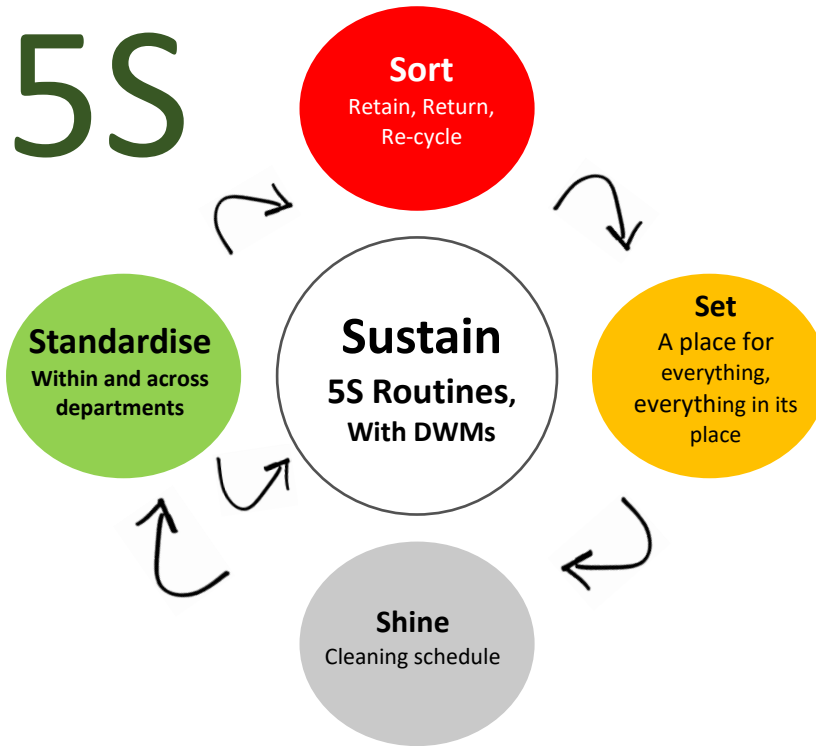 5S
Sort
Retain, Return,
Re-cycle
Set
A place for
everything,
everything in its
place
Shine
Cleaning schedule
Standardise
Within and across
departments
Sustain
5S Routines,
With DWMs